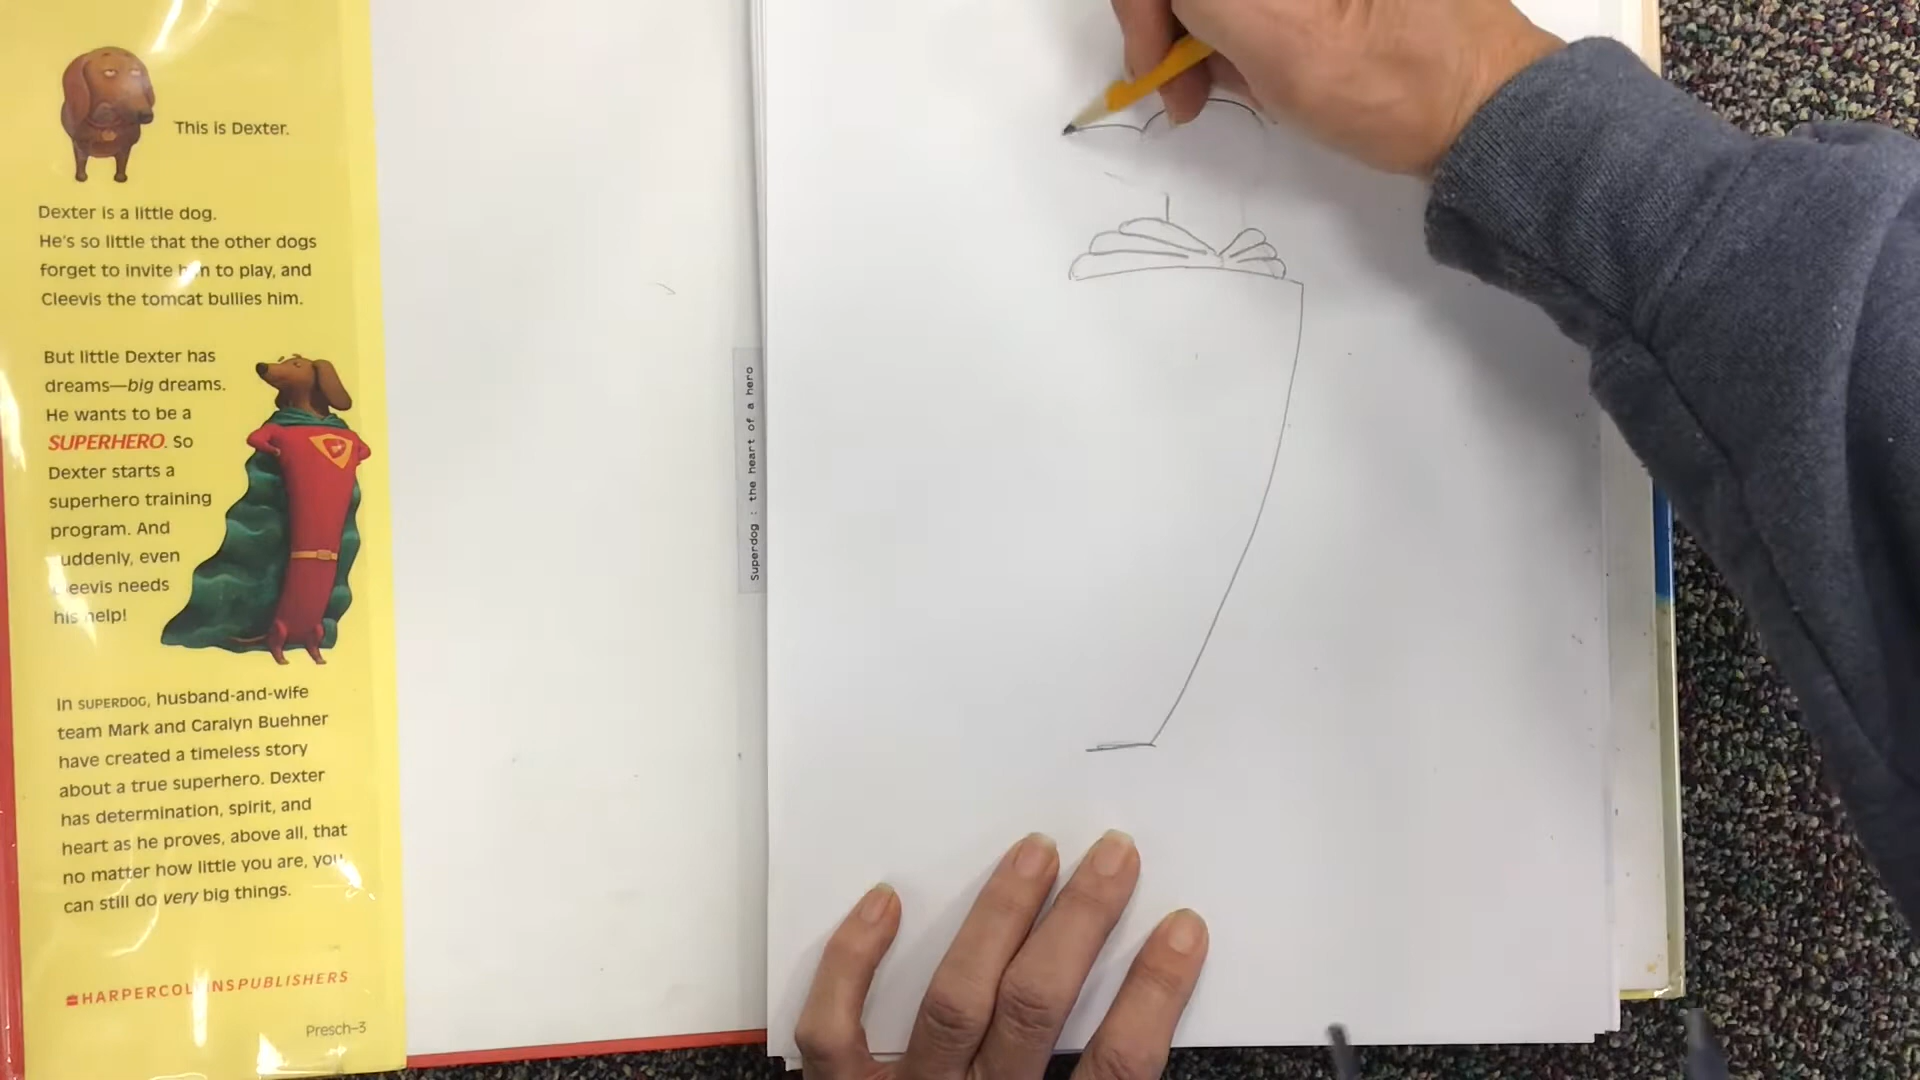 This is Dexter.
Dexter is a little dog.
He's so little that the other dogs
forget to invite to play, and
Cleevis the tomcat bullies him.
But little Dexter has
dreams—big dreams.
He wants to be a
SUPERHERO. So
Dexter starts a
superhero training
program. And
uddenly, even
eevis needs
his help!
In SUPERDOG, husband-and-wife
team Mark and Caralyn Buehner
have created a timeless story
about a true superhero. Dexter
has determination, spirit, and
heart as he proves, above all, that
no matter how little you are, you
can still do very big things.
HARPERCOLLINSPUBLISHERS
Presch–3
Superdog : the heart of a hero